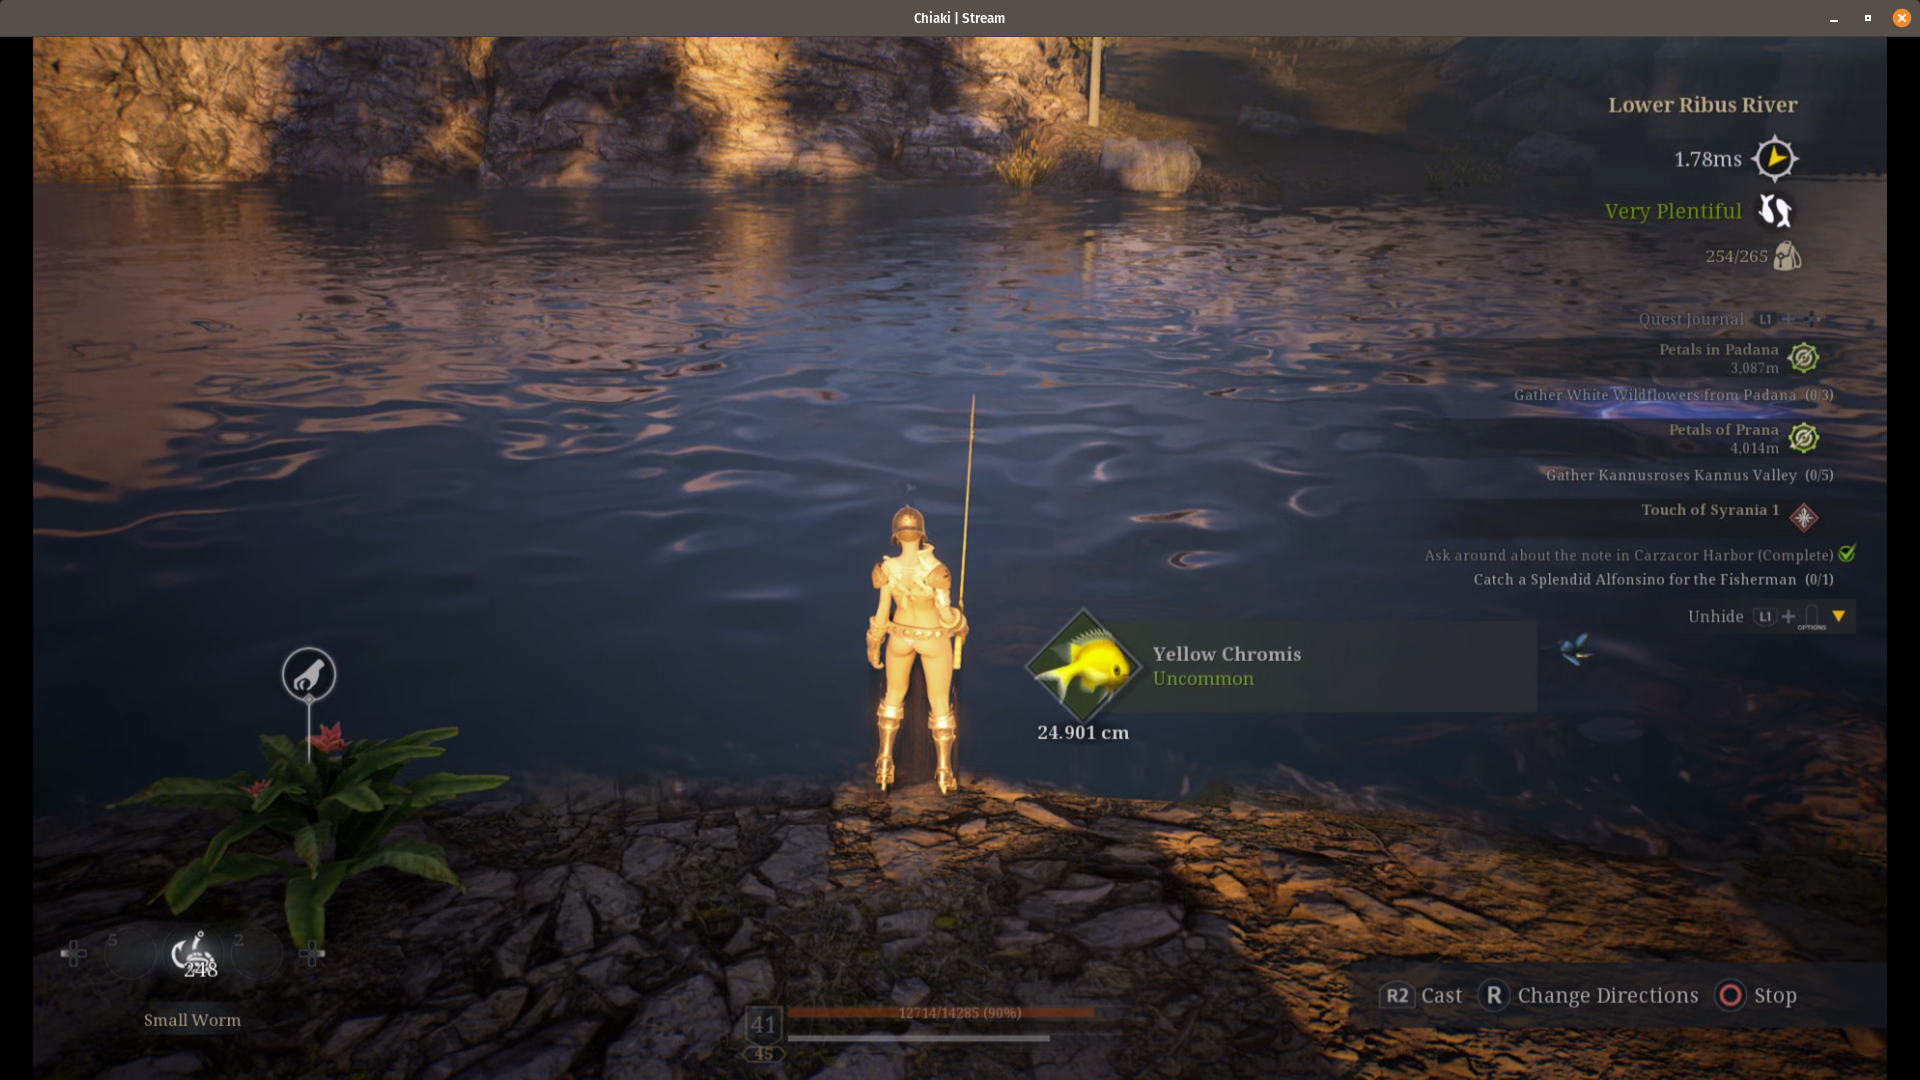 Chiaki | Stream
Lower Ribus River
1.78ms
Very Plentiful
254/265
Quest Journal L1 +
Petals in Padana
3,087m
Gather White Wildflowers from Padana (0/3)
Petals of Prana
4,014m
Gather Kannusroses Kannus Valley (0/5)
Touch of Syrania 1
Ask around about the note in Carzacor Harbor (Complete)
Catch a Splendid Alfonsino for the Fisherman (0/1)
Unhide L1 + OPTIONS
Yellow Chromis
Uncommon
24.901 cm
5
2
248
Small Worm
41
12714/14285 (90%)
45
R2 Cast R Change Directions Stop